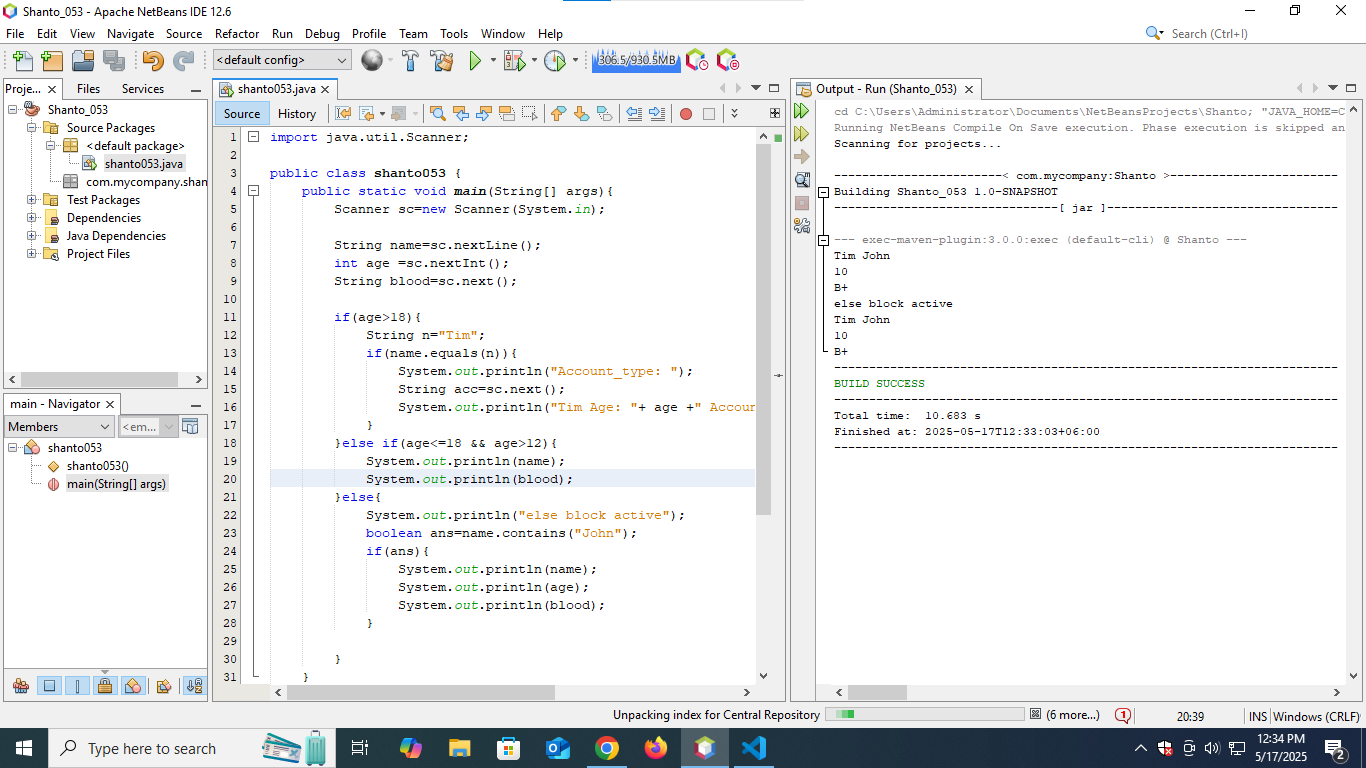 Shanto_053 - Apache NetBeans IDE 12.6
File Edit View Navigate Source Refactor Run Debug Profile Team Tools Window Help
Search (Ctrl+I)
<default config>
306.5/930.5MB
Proje...
Files
Services
Shanto_053
Source Packages
<default package>
shanto053.java
com.mycompany.shan
Test Packages
Dependencies
Java Dependencies
Project Files
main - Navigator
Members
<em...
shanto053
shanto053()
main(String[] args)
shanto053.java
Source
History
1 import java.util.Scanner;
2
3 public class shanto053 {
4 public static void main(String[] args){
5 Scanner sc=new Scanner(System.in);
6
7 String name=sc.nextLine();
8 int age =sc.nextInt();
9 String blood=sc.next();
10
11 if(age>18){
12 String n="Tim";
13 if(name.equals(n)){
14 System.out.println("Account_type: ");
15 String acc=sc.next();
16 System.out.println("Tim Age: "+ age +" Accoun
17 }
18 }else if(age<=18 && age>12){
19 System.out.println(name);
20 System.out.println(blood);
21 }else{
22 System.out.println("else block active");
23 boolean ans=name.contains("John");
24 if(ans){
25 System.out.println(name);
26 System.out.println(age);
27 System.out.println(blood);
28 }
29
30 }
31 }
Output - Run (Shanto_053)
cd C:\Users\Administrator\Documents\NetBeansProjects\Shanto; "JAVA_HOME=C
Running NetBeans Compile On Save execution. Phase execution is skipped an
Scanning for projects...
-------------------------< com.mycompany:Shanto >-------------------------
Building Shanto_053 1.0-SNAPSHOT
--------------------------------[ jar ]---------------------------------
--- exec-maven-plugin:3.0.0:exec (default-cli) @ Shanto ---
Tim John
10
B+
else block active
Tim John
10
B+
------------------------------------------------------------------------
BUILD SUCCESS
------------------------------------------------------------------------
Total time:  10.683 s
Finished at: 2025-05-17T12:33:03+06:00
------------------------------------------------------------------------
Unpacking index for Central Repository
(6 more...)
1
20:39
INS
Windows (CRLF)
Type here to search
12:34 PM
5/17/2025
2